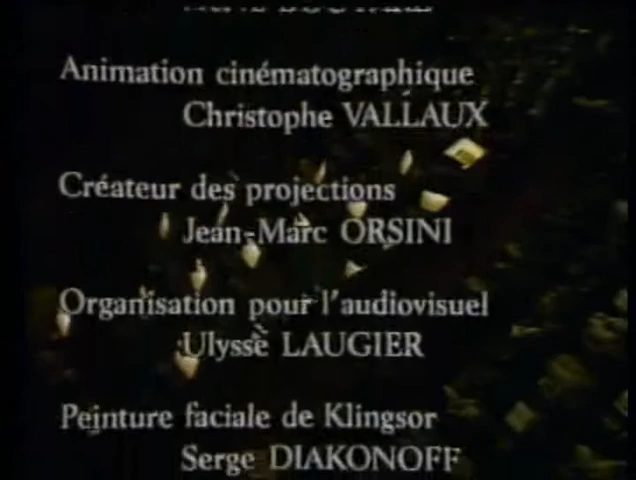 Animation cinématographique
Christophe VALLAUX
Créateur des projections
Jean-Marc ORSINI
Organisation pour l'audiovisuel
Ulysse LAUGIER
Peinture faciale de Klingsor
Serge DIAKONOFF